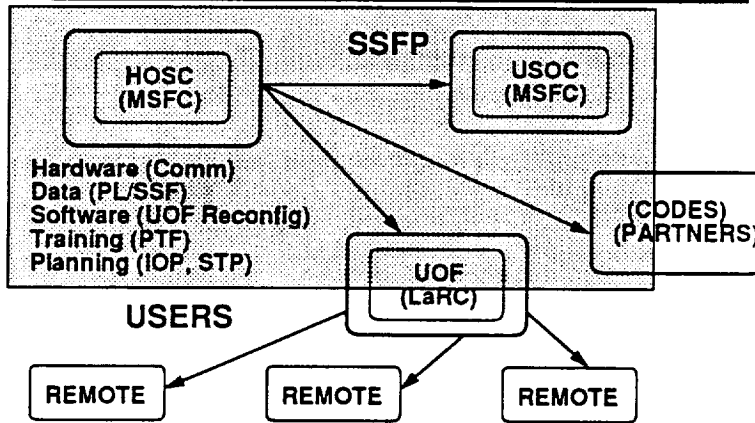 SSFP
HOSC
(MSFC)
USOC
(MSFC)
Hardware (Comm)
Data (PL/SSF)
Software (UOF Reconfig)
Training (PTF)
Planning (IOP, STP)
(CODES)
(PARTNERS)
UOF
(LaRC)
USERS
REMOTE
REMOTE
REMOTE